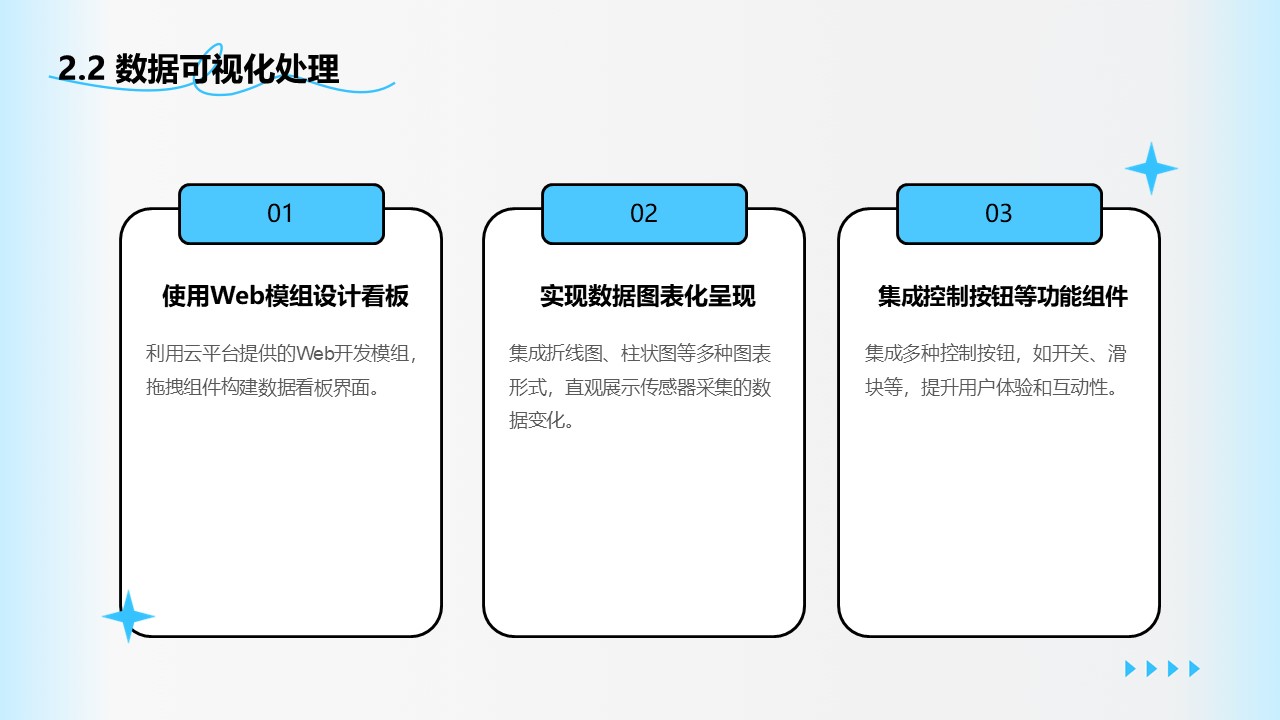 2.2 数据可视化处理
01
使用Web模组设计看板
利用云平台提供的Web开发模组，
拖拽组件构建数据看板界面。
02
实现数据图表化呈现
集成折线图、柱状图等多种图表
形式，直观展示传感器采集的数
据变化。
03
集成控制按钮等功能组件
集成多种控制按钮，如开关、滑
块等，提升用户体验和互动性。